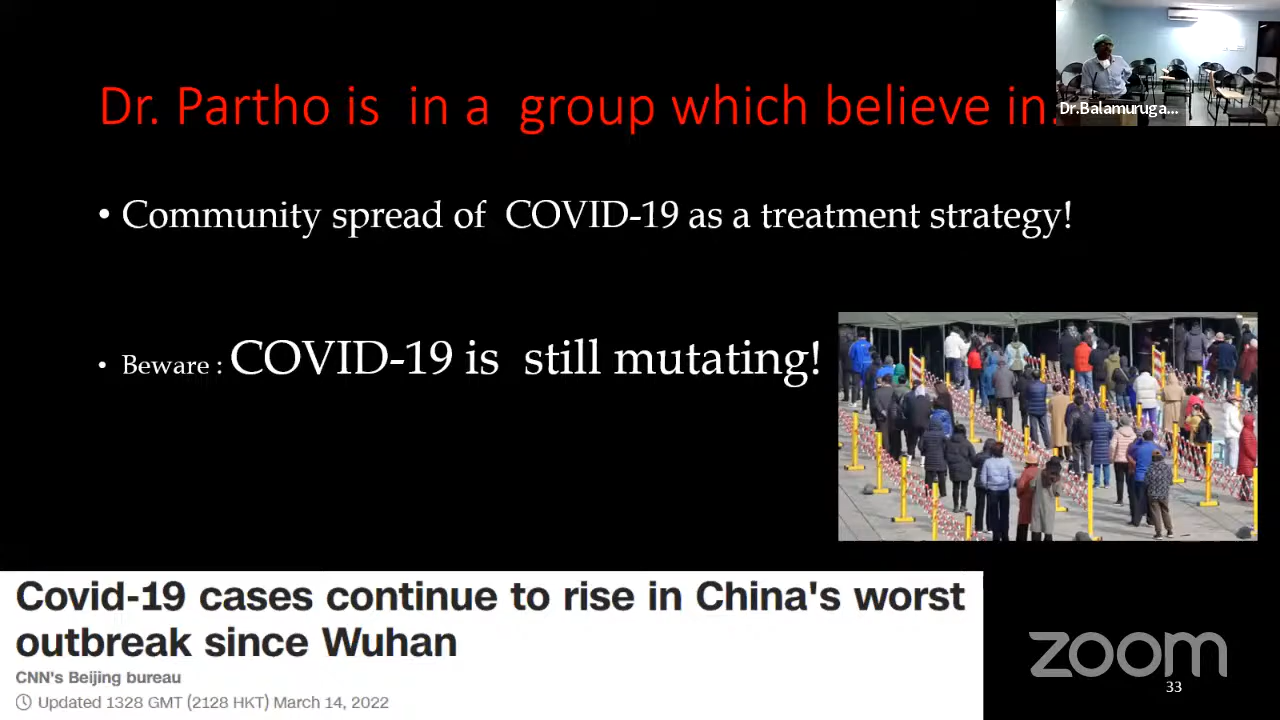 Dr. Partho is in a group which believe in.
Dr.Balamuruga...
• Community spread of COVID-19 as a treatment strategy!
• Beware : COVID-19 is still mutating!
Covid-19 cases continue to rise in China's worst
outbreak since Wuhan
CNN's Beijing bureau
Updated 1328 GMT (2128 HKT) March 14, 2022
zoom
33